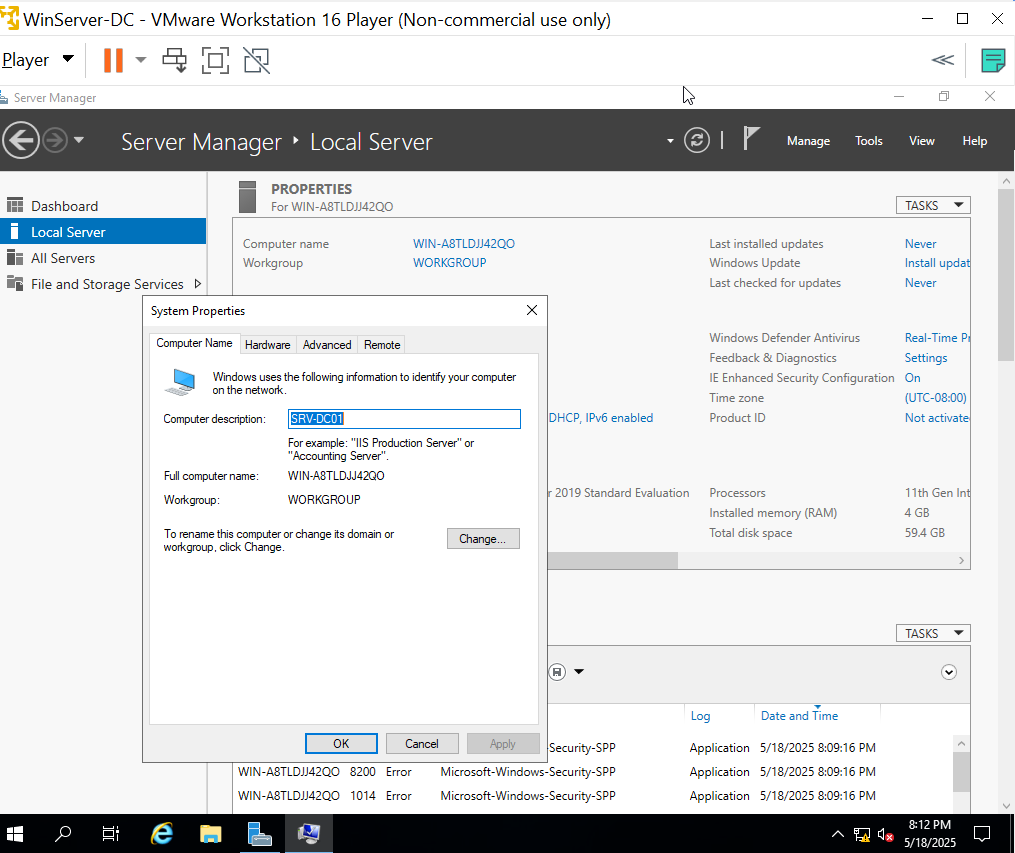 WinServer-DC - VMware Workstation 16 Player (Non-commercial use only)
Player
Server Manager
Server Manager Local Server
Manage Tools View Help
Dashboard
Local Server
All Servers
File and Storage Services
PROPERTIES
For WIN-A8TLDJJ42QO
TASKS
Computer name WIN-A8TLDJJ42QO
Workgroup WORKGROUP
Last installed updates Never
Windows Update Install updat
Last checked for updates Never
Windows Defender Antivirus Real-Time Pr
Feedback & Diagnostics Settings
IE Enhanced Security Configuration On
Time zone (UTC-08:00)
DHCP, IPv6 enabled Product ID Not activate
r 2019 Standard Evaluation Processors 11th Gen Int
Installed memory (RAM) 4 GB
Total disk space 59.4 GB
System Properties
Computer Name Hardware Advanced Remote
Windows uses the following information to identify your computer
on the network.
Computer description: SRV-DC01
For example: "IIS Production Server" or
"Accounting Server".
Full computer name: WIN-A8TLDJJ42QO
Workgroup: WORKGROUP
To rename this computer or change its domain or
workgroup, click Change.
Change...
OK Cancel Apply
TASKS
Log Date and Time
-Security-SPP Application 5/18/2025 8:09:16 PM
WIN-A8TLDJJ42QO 8200 Error Microsoft-Windows-Security-SPP Application 5/18/2025 8:09:16 PM
WIN-A8TLDJJ42QO 1014 Error Microsoft-Windows-Security-SPP Application 5/18/2025 8:09:16 PM
8:12 PM
5/18/2025